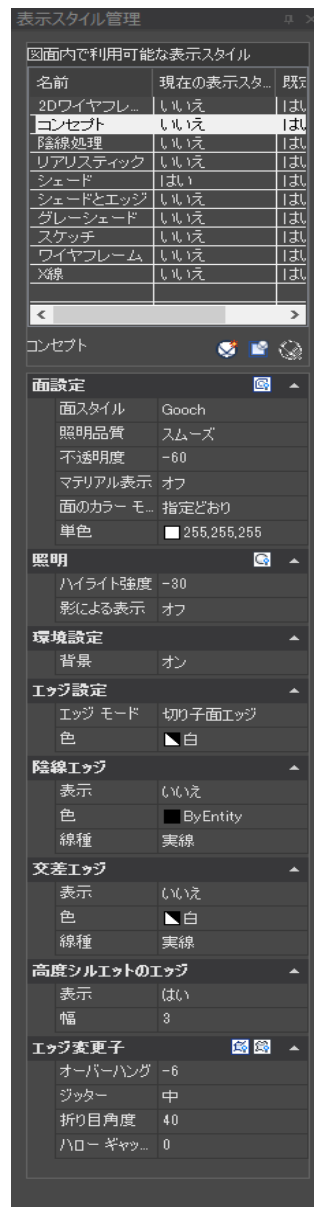 表示スタイル管理
図面内で利用可能な表示スタイル
名前 現在の表示スタ... 既定
2Dワイヤフレ... いいえ はい
コンセプト いいえ はい
陰線処理 いいえ はい
リアリスティック いいえ はい
シェード はい はい
シェードとエッジ いいえ はい
グレーシェード いいえ はい
スケッチ いいえ はい
ワイヤフレーム いいえ はい
X線 いいえ はい
コンセプト
面設定
面スタイル Gooch
照明品質 スムーズ
不透明度 -60
マテリアル表示 オフ
面のカラー モ... 指定どおり
単色 255,255,255
照明
ハイライト強度 -30
影による表示 オフ
環境設定
背景 オン
エッジ設定
エッジ モード 切り子面エッジ
色 白
陰線エッジ
表示 いいえ
色 ByEntity
線種 実線
交差エッジ
表示 いいえ
色 白
線種 実線
高度シルエットのエッジ
表示 はい
幅 3
エッジ変更子
オーバーハング -6
ジッター 中
折り目角度 40
ハロー ギャッ... 0